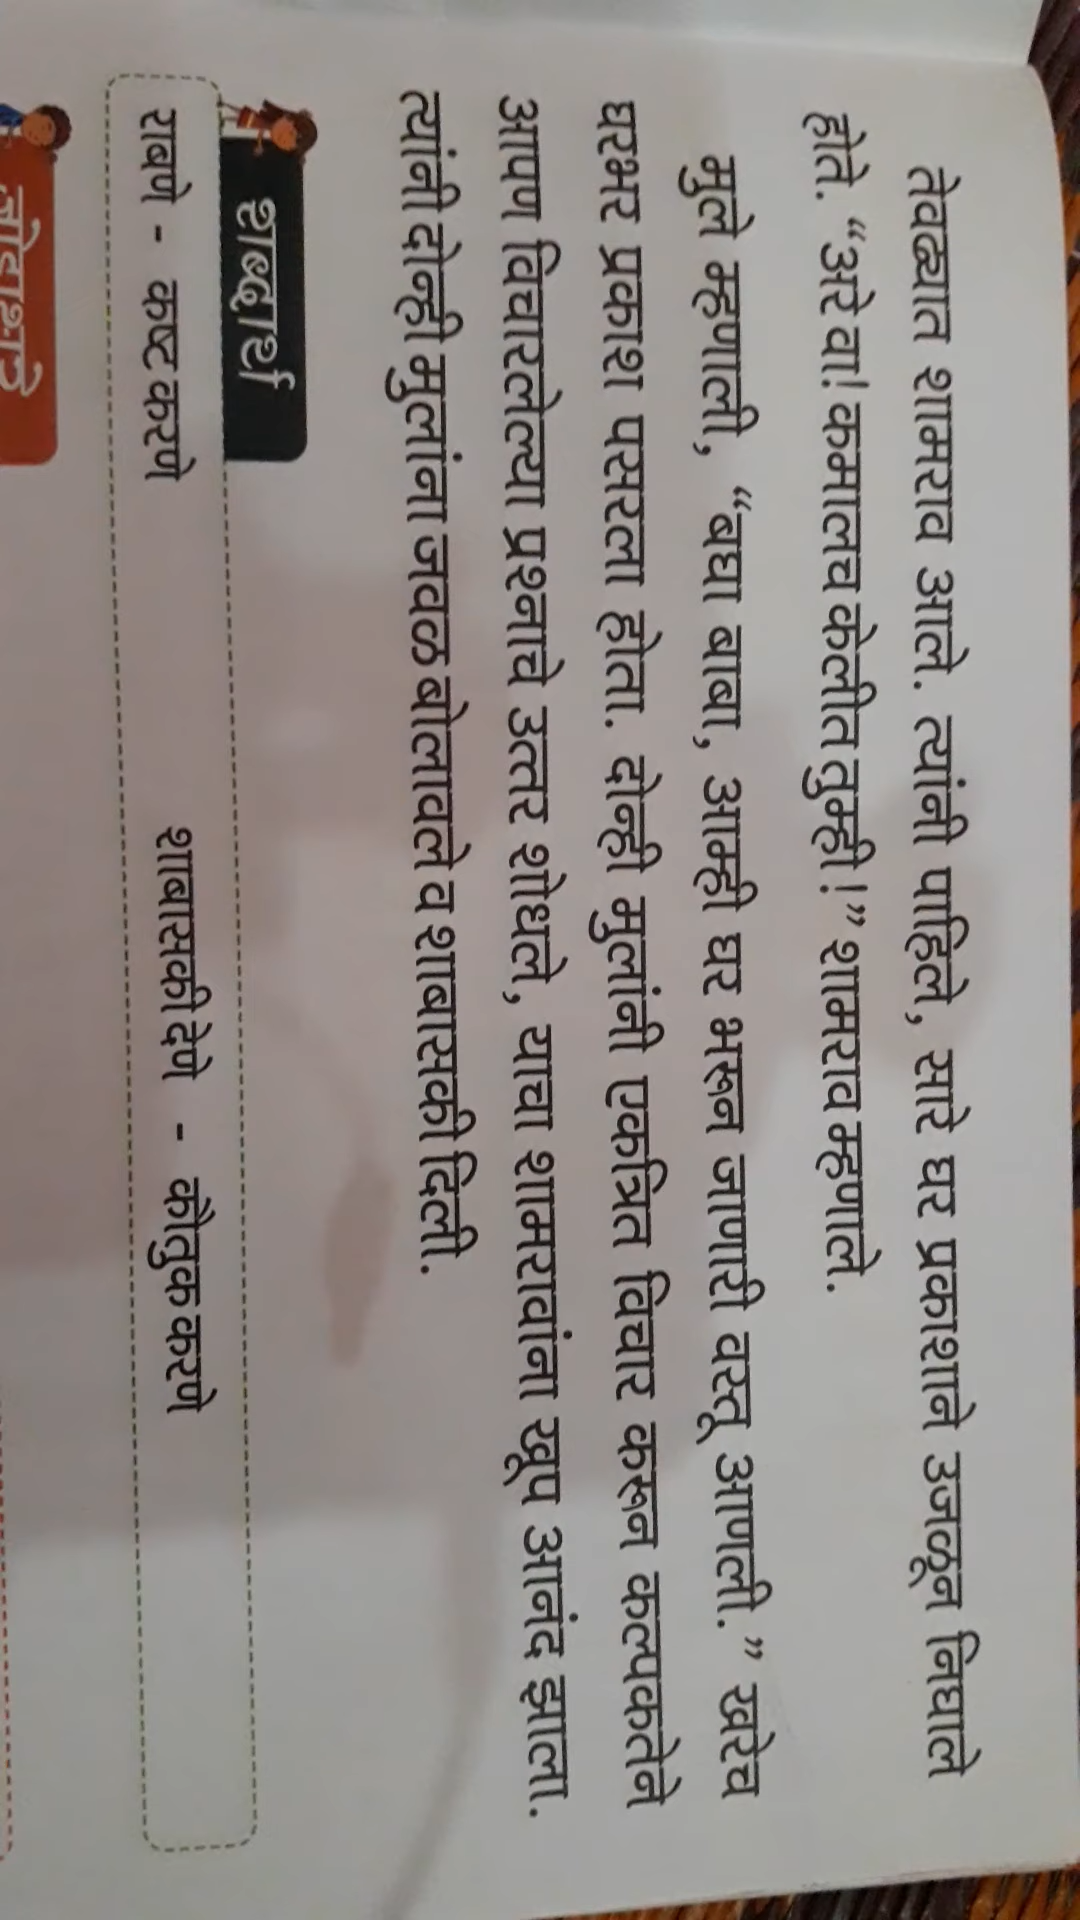 तेवढ्यात शामराव आले. त्यांनी पाहिले, सारे घर प्रकाशाने उजळून निघाले
होते. “अरे वा! कमालच केलीत तुम्ही!” शामराव म्हणाले.
मुले म्हणाली, “बघा बाबा, आम्ही घर भरून जाणारी वस्तू आणली.” खरेच
घरभर प्रकाश पसरला होता. दोन्ही मुलांनी एकत्रित विचार करून कल्पकतेने
आपण विचारलेल्या प्रश्नाचे उत्तर शोधले, याचा शामरावांना खूप आनंद झाला.
त्यांनी दोन्ही मुलांना जवळ बोलावले व शाबासकी दिली.
शब्दार्थ
राबणे - कष्ट करणे शाबासकी देणे - कौतुक करणे